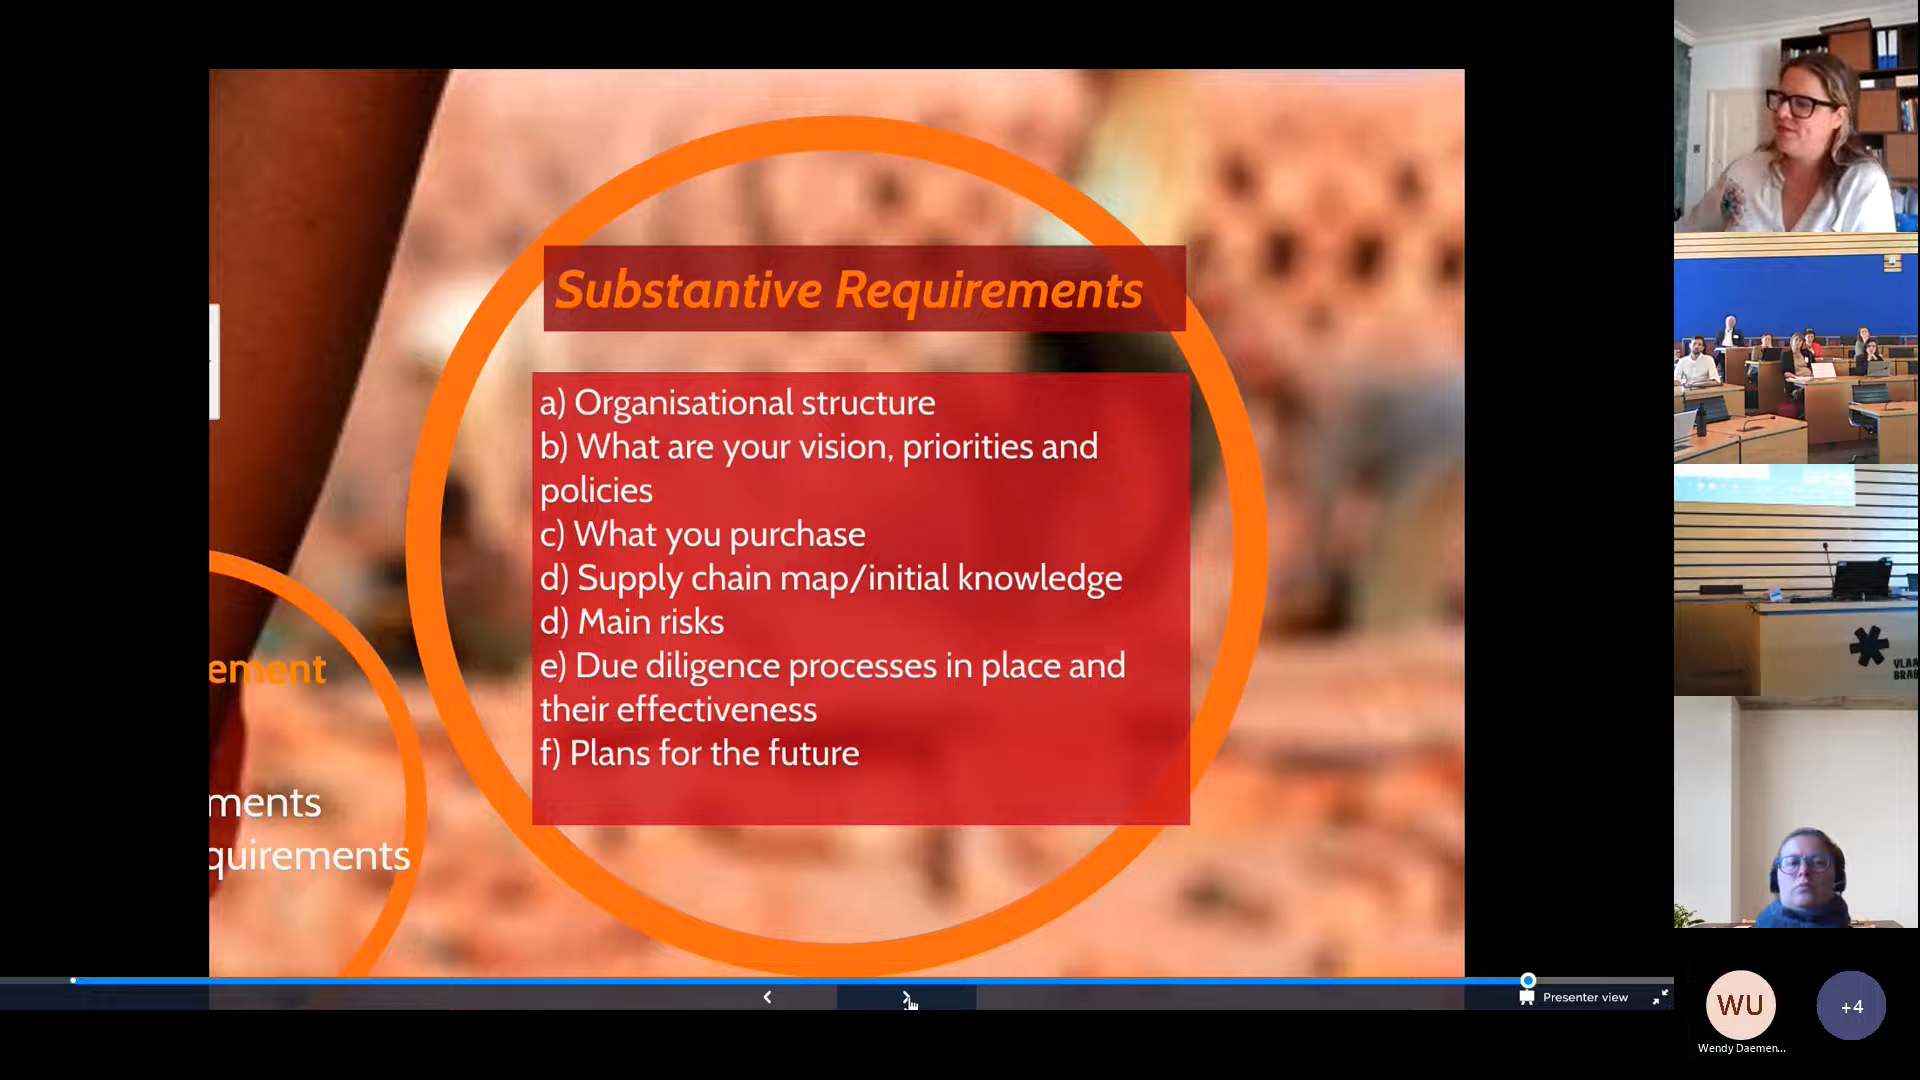 Substantive Requirements
a) Organisational structure
b) What are your vision, priorities and
policies
c) What you purchase
d) Supply chain map/initial knowledge
d) Main risks
e) Due diligence processes in place and
their effectiveness
f) Plans for the future
ement
ments
quirements
Presenter view
VLAA
BRAB
WU
Wendy Daemen...
+4